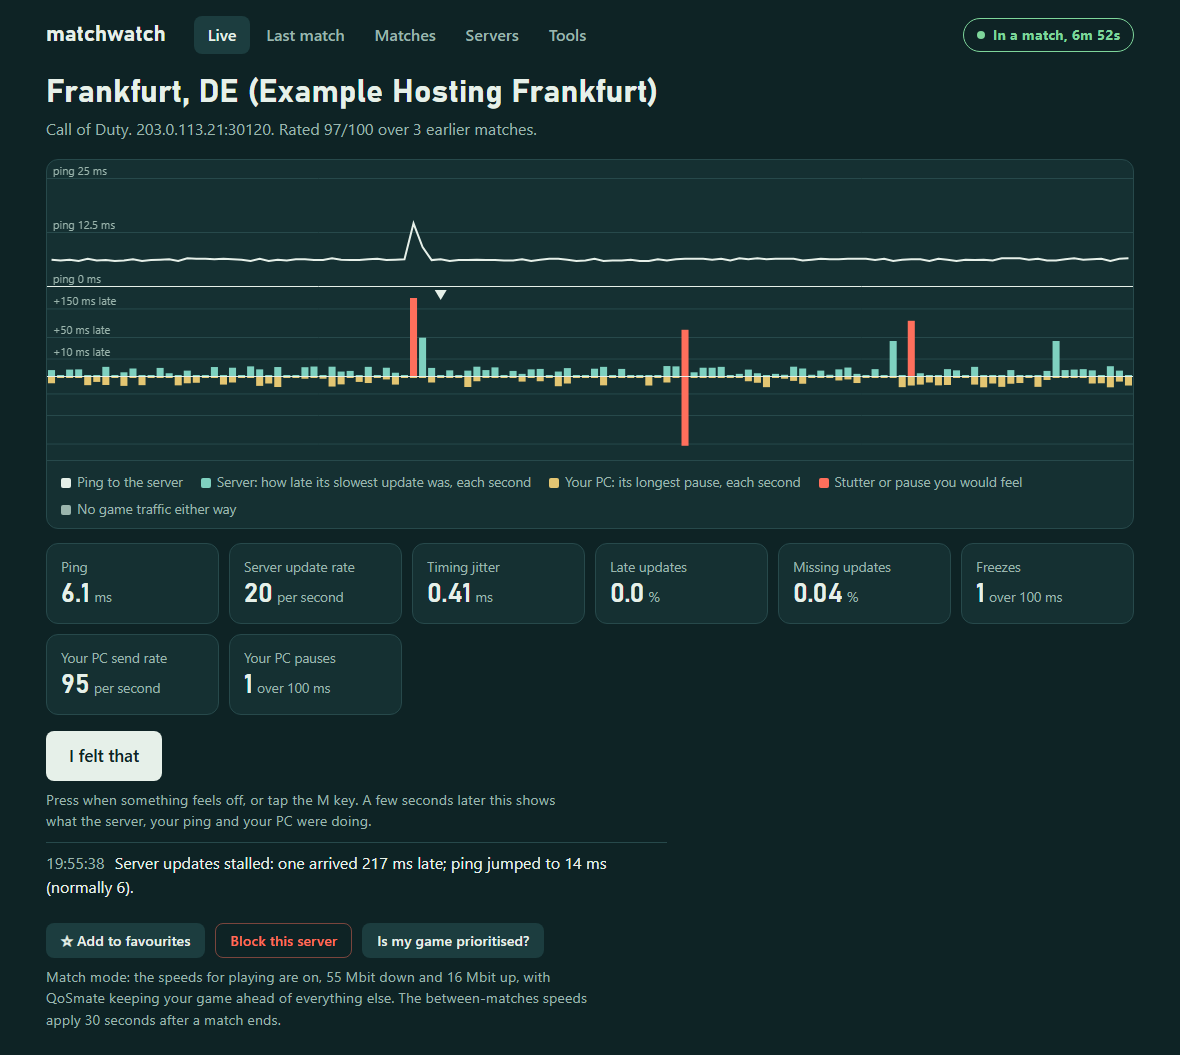 matchwatch
Live
Last match
Matches
Servers
Tools
In a match, 6m 52s
Frankfurt, DE (Example Hosting Frankfurt)
Call of Duty. 203.0.113.21:30120. Rated 97/100 over 3 earlier matches.
ping 25 ms
ping 12.5 ms
ping 0 ms
+150 ms late
+50 ms late
+10 ms late
Ping to the server
Server: how late its slowest update was, each second
Your PC: its longest pause, each second
Stutter or pause you would feel
No game traffic either way
Ping
6.1 ms
Server update rate
20 per second
Timing jitter
0.41 ms
Late updates
0.0 %
Missing updates
0.04 %
Freezes
1 over 100 ms
Your PC send rate
95 per second
Your PC pauses
1 over 100 ms
I felt that
Press when something feels off, or tap the M key. A few seconds later this shows
what the server, your ping and your PC were doing.
19:55:38 Server updates stalled: one arrived 217 ms late; ping jumped to 14 ms
(normally 6).
☆ Add to favourites
Block this server
Is my game prioritised?
Match mode: the speeds for playing are on, 55 Mbit down and 16 Mbit up, with
QoSmate keeping your game ahead of everything else. The between-matches speeds
apply 30 seconds after a match ends.